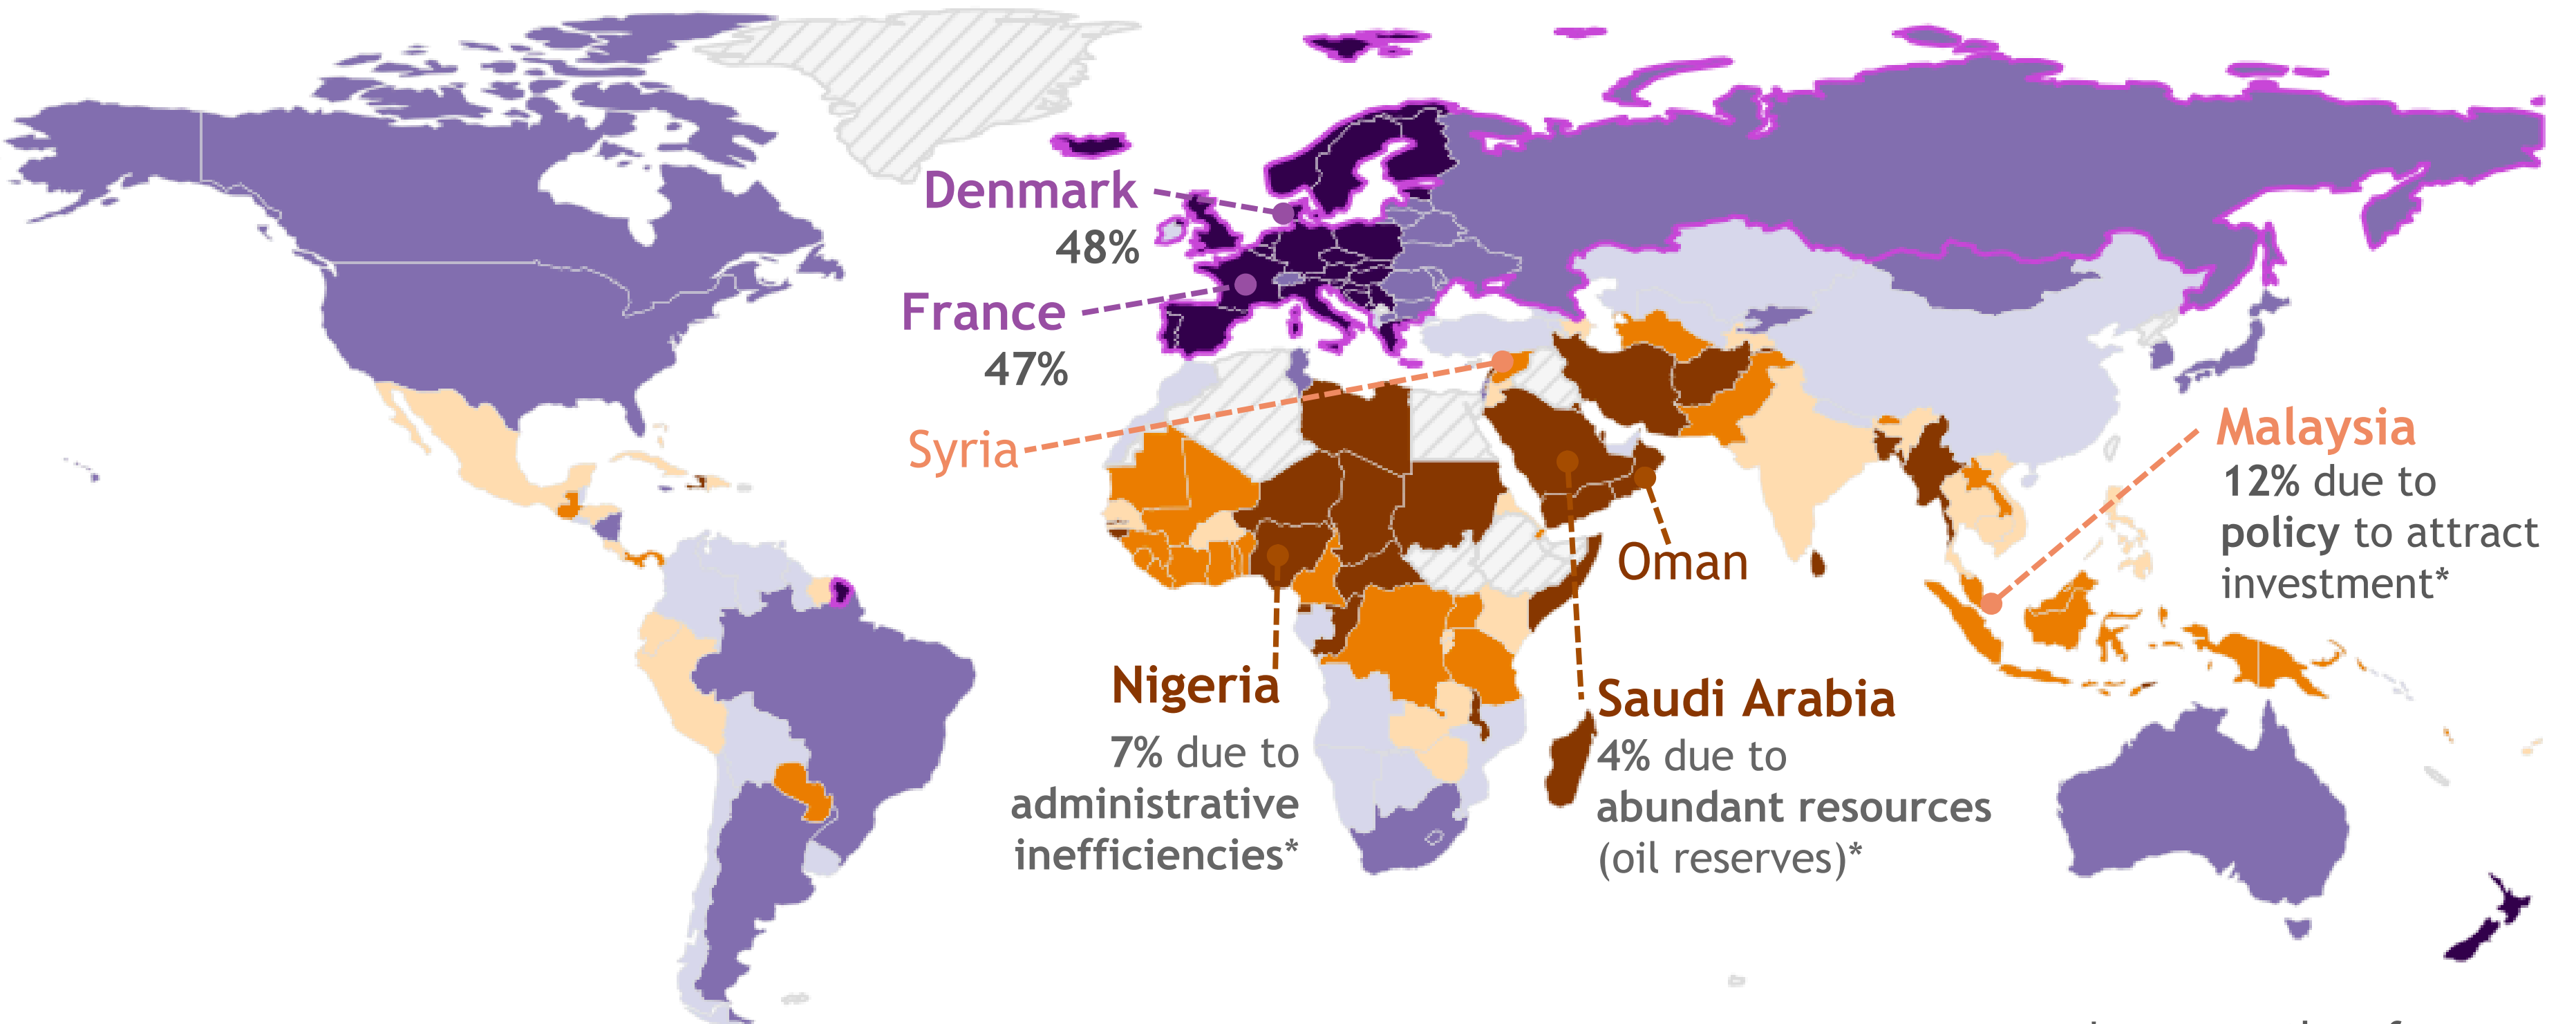 Denmark
48%
France
47%
Syria
Malaysia
12% due to
policy to attract
investment*
Oman
Nigeria
7% due to
administrative
inefficiencies*
Saudi Arabia
4% due to
abundant resources
(oil reserves)*